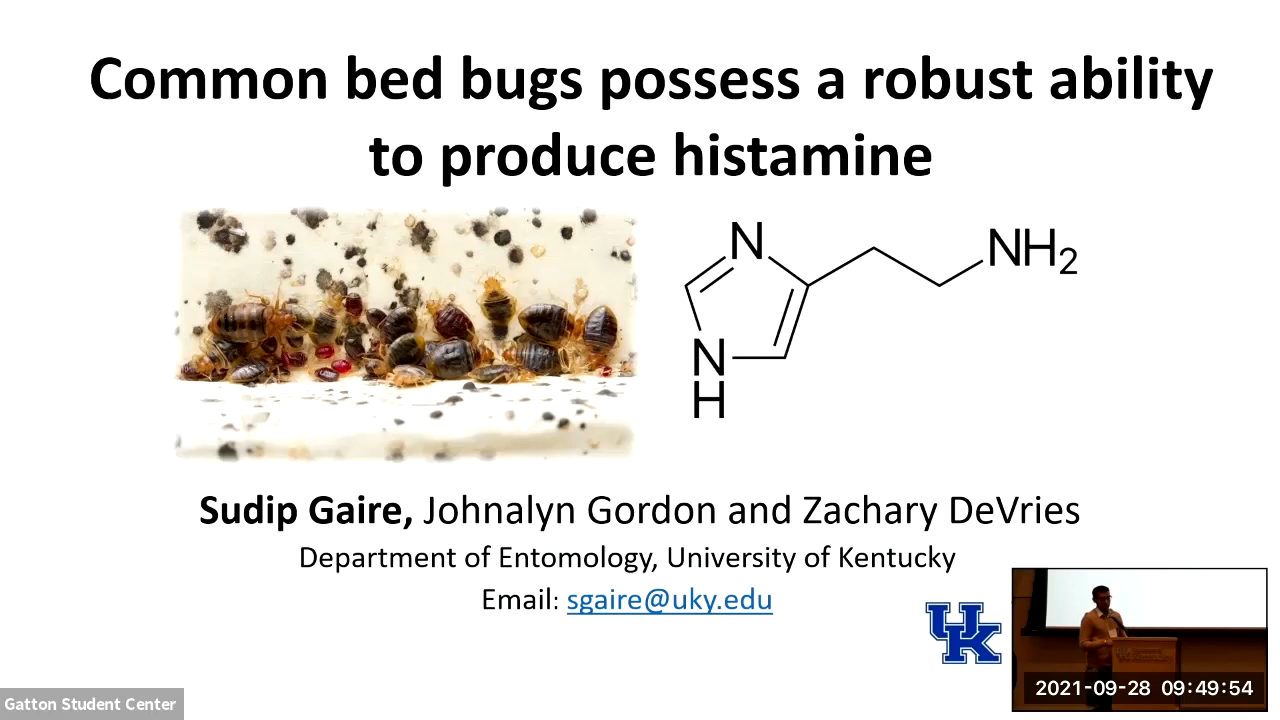 Common bed bugs possess a robust ability
to produce histamine
N
NH2
N
H
Sudip Gaire, Johnalyn Gordon and Zachary DeVries
Department of Entomology, University of Kentucky
Email: sgaire@uky.edu
UK
2021-09-28 09:49:54
Gatton Student Center